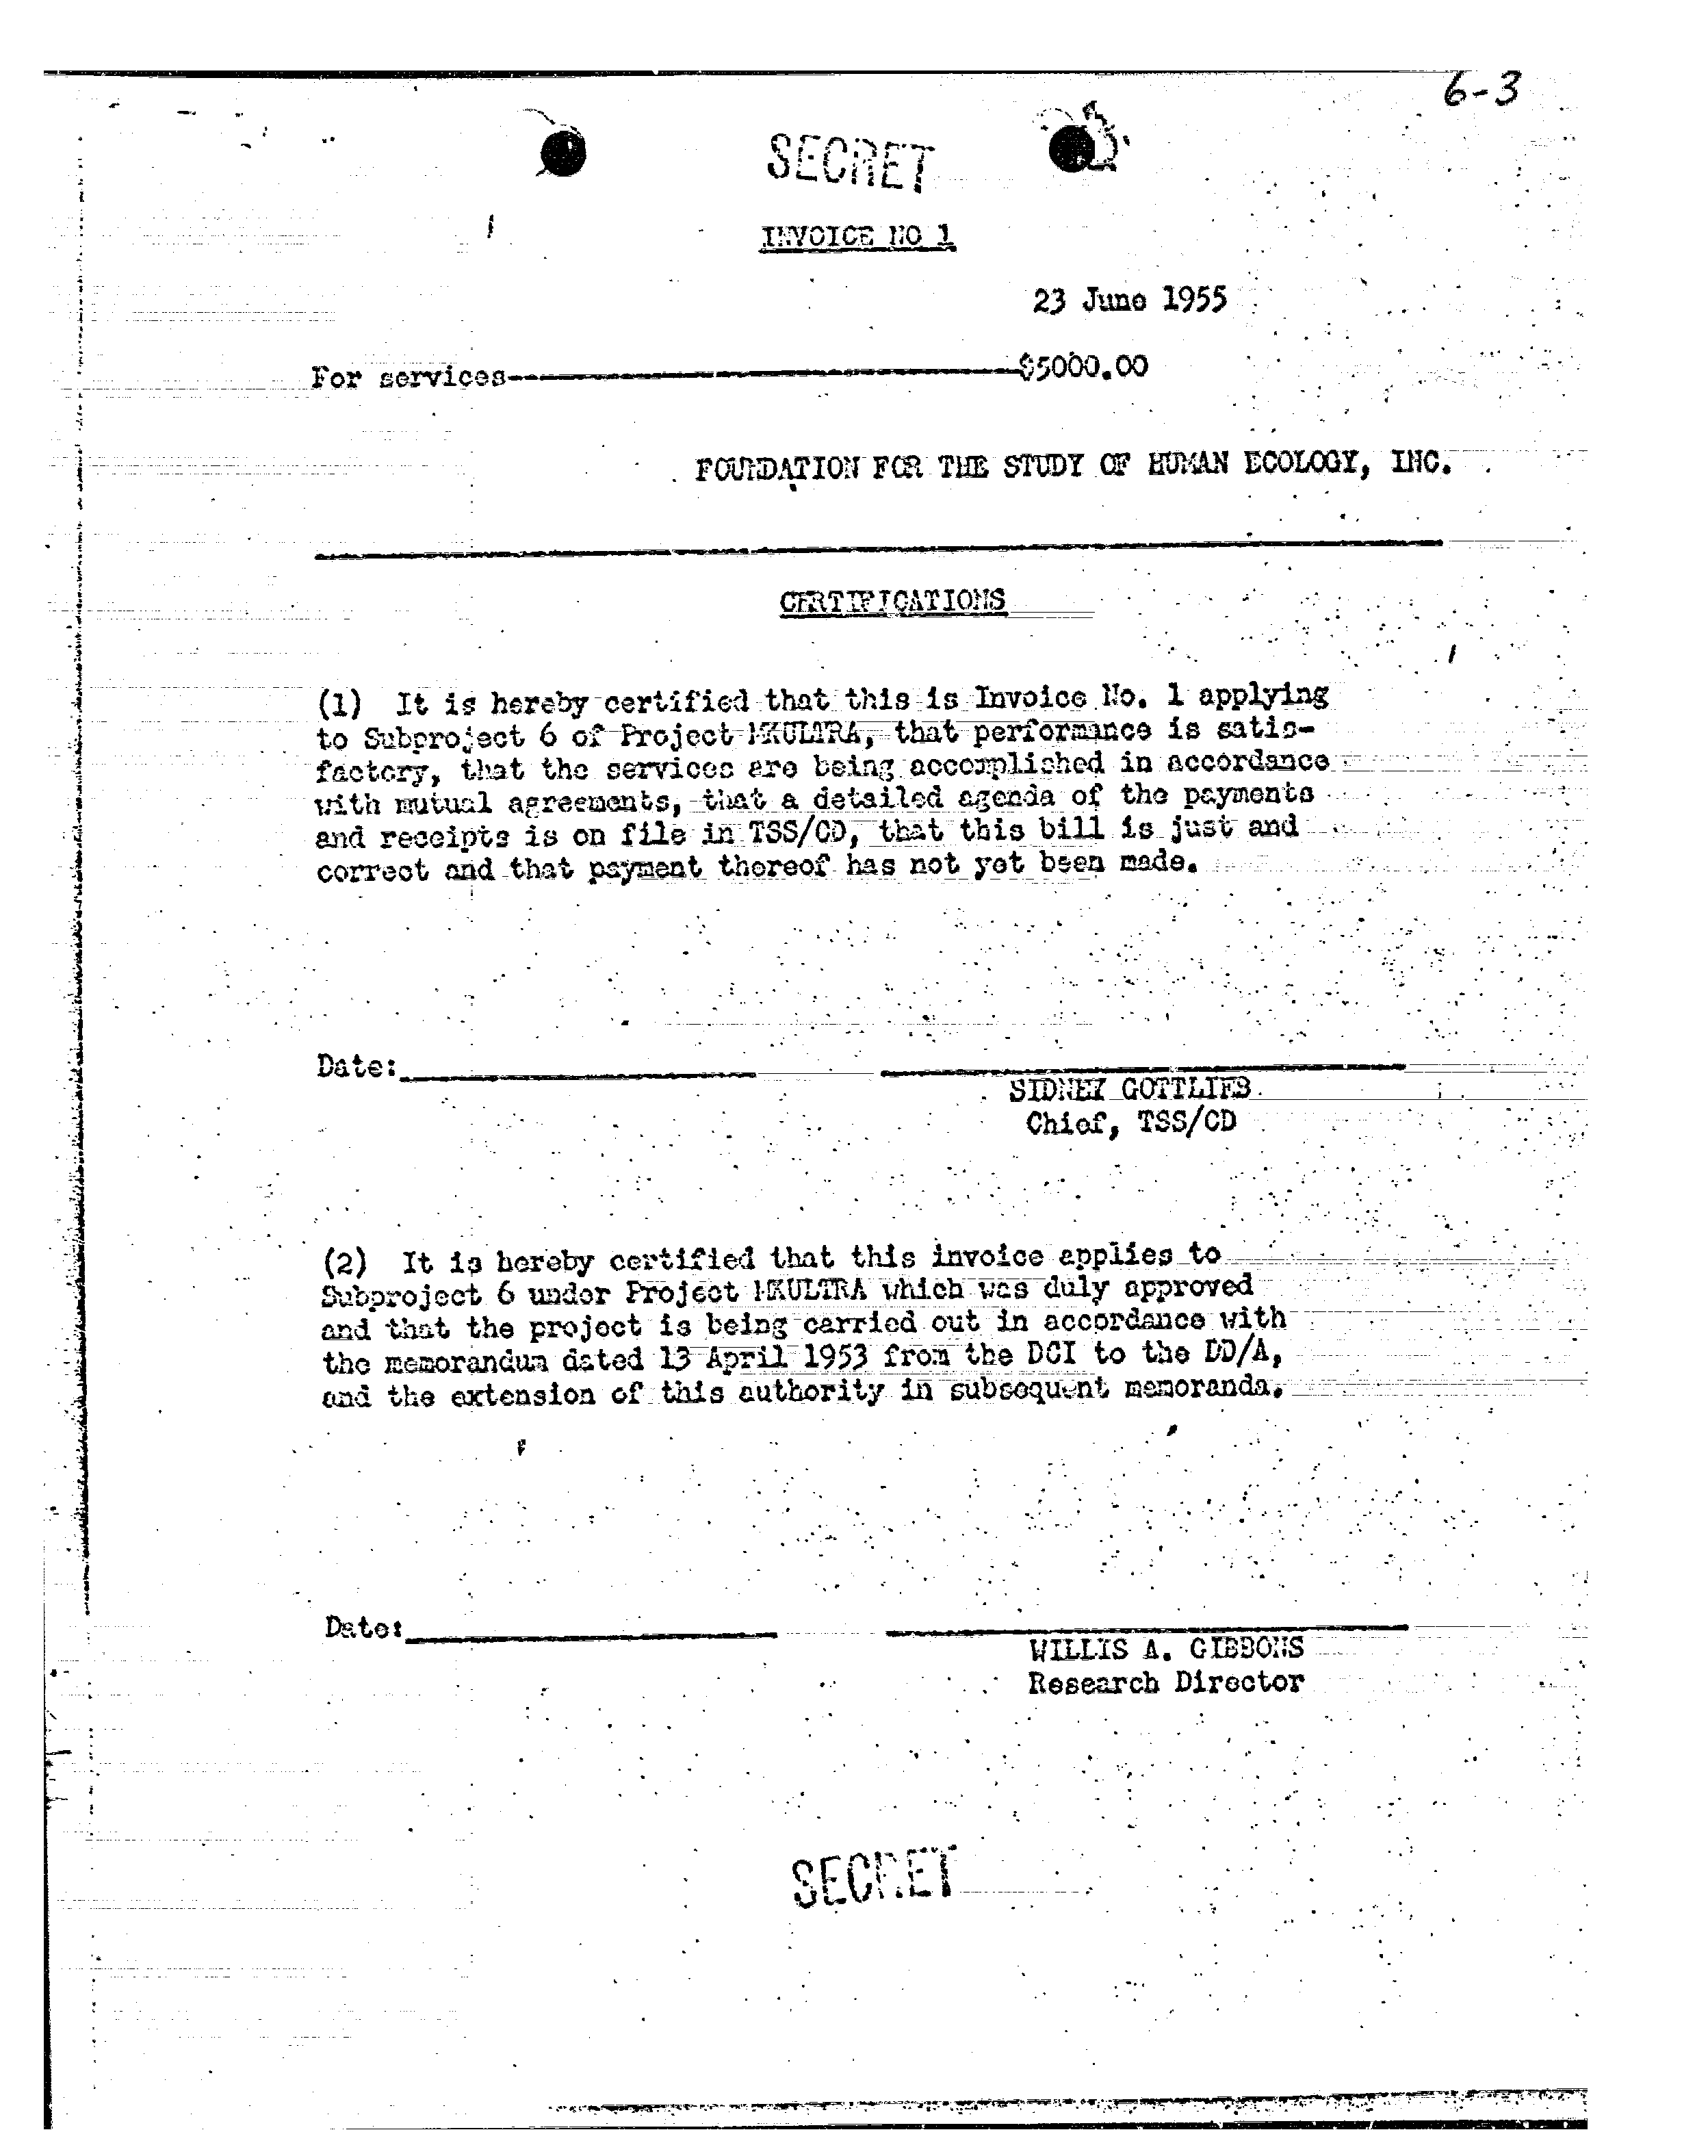 6-3
SECRET
INVOICE NO 1
23 June 1955
For services----------------------------------------$5000.00
FOUNDATION FOR THE STUDY OF HUMAN ECOLOGY, INC.
CERTIFICATIONS
(1) It is hereby certified that this is Invoice No. 1 applying
to Subproject 6 of Project MKULTRA, that performance is satis-
factory, that the services are being accomplished in accordance
with mutual agreements, that a detailed agenda of the payments
and receipts is on file in TSS/CD, that this bill is just and
correct and that payment thereof has not yet been made.
Date:
SIDNEY GOTTLIEB
Chief, TSS/CD
(2) It is hereby certified that this invoice applies to
Subproject 6 under Project MKULTRA which was duly approved
and that the project is being carried out in accordance with
the memorandum dated 13 April 1953 from the DCI to the DD/A,
and the extension of this authority in subsequent memoranda.
Date:
WILLIS A. GIBBONS
Research Director
SECRET